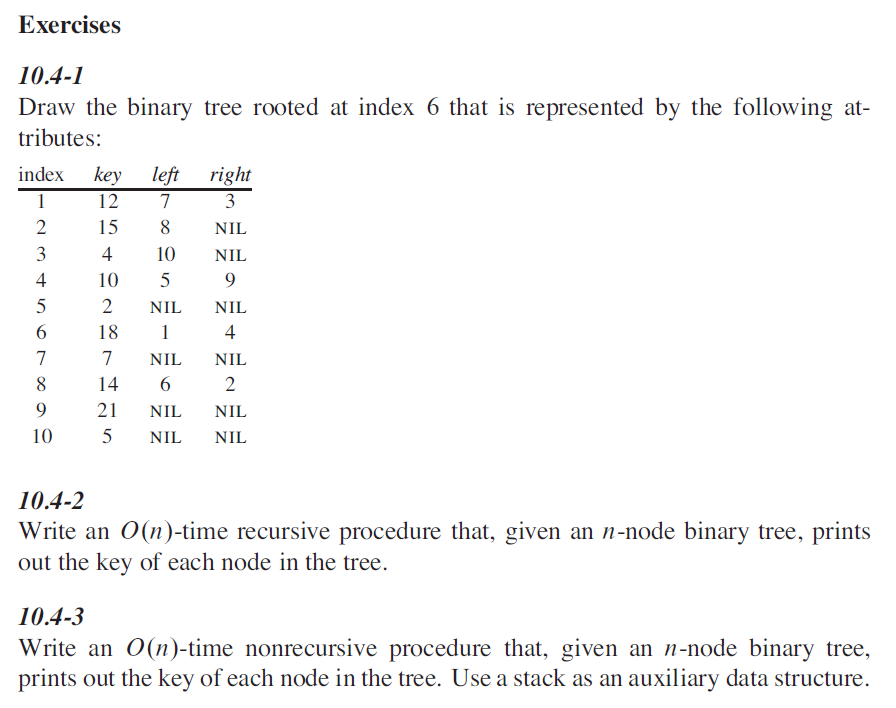 Exercises
10.4-1
Draw the binary tree rooted at index 6 that is represented by the following at-
tributes:
index key left right
1 12 7 3
2 15 8 NIL
3 4 10 NIL
4 10 5 9
5 2 NIL NIL
6 18 1 4
7 7 NIL NIL
8 14 6 2
9 21 NIL NIL
10 5 NIL NIL
10.4-2
Write an O(n)-time recursive procedure that, given an n-node binary tree, prints
out the key of each node in the tree.
10.4-3
Write an O(n)-time nonrecursive procedure that, given an n-node binary tree,
prints out the key of each node in the tree. Use a stack as an auxiliary data structure.